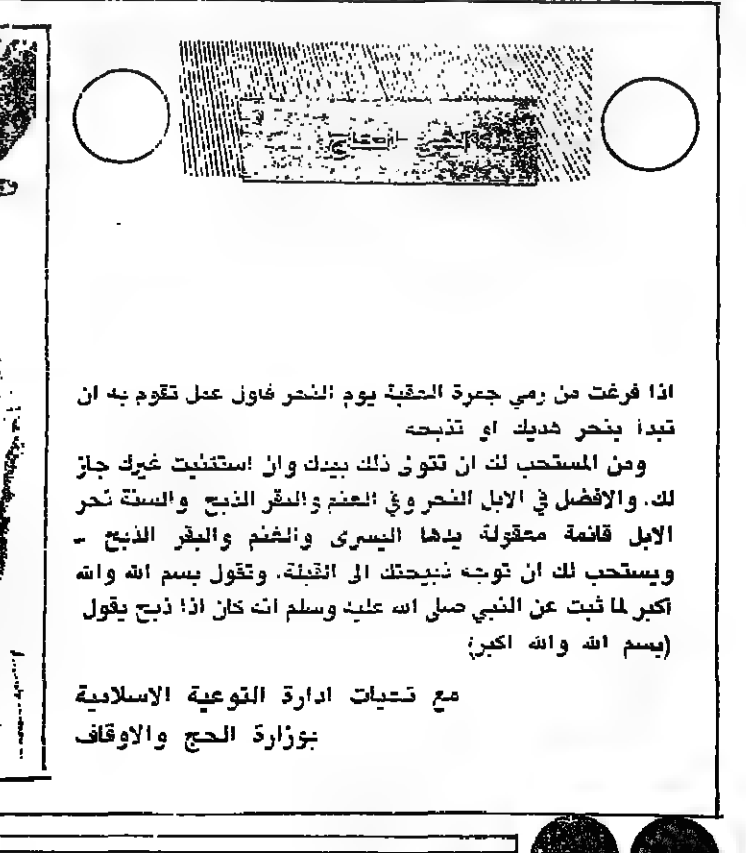 اذا فرغت من رمي جمرة العقبة يوم النحر فاول عمل تقوم به ان
تبدا بنحر هديك او تذبحه
ومن المستحب لك ان تتولى ذلك بيدك وان استثنيت غيرك جاز
لك. والافضل في الابل النحر وفي الغنم والبقر الذبح والسنة نحر
الابل قائمة معقولة يدها اليسرى والغنم والبقر الذبح ـ
ويستحب لك ان توجه ذبيحتك الى القبلة. وتقول بسم الله والله
اكبر لما ثبت عن النبي صلى الله عليه وسلم انه كان اذا ذبح يقول
(بسم الله والله اكبر)
مع تحيات ادارة التوعية الاسلامية
بوزارة الحج والاوقاف